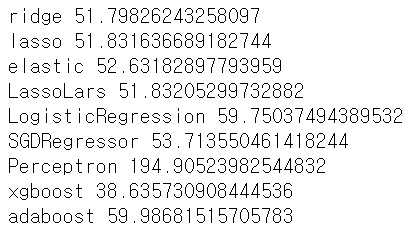 ridge 51.79826243258097
lasso 51.831636689182744
elastic 52.63182897793959
LassoLars 51.83205299732882
LogisticRegression 59.75037494389532
SGDRegressor 53.713550461418244
Perceptron 194.90523982544832
xgboost 38.635730908444536
adaboost 59.98681515705783